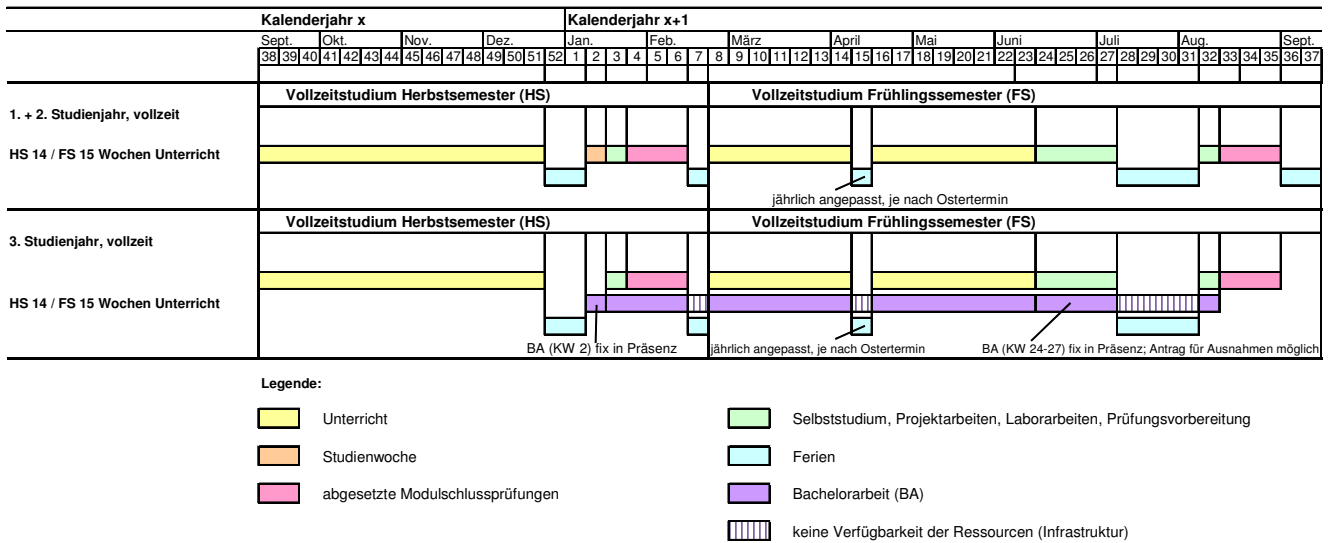 Kalenderjahr x Kalenderjahr x+1
Sept. Okt. Nov. Dez. Jan. Feb. März April Mai Juni Juli Aug. Sept.
38 39 40 41 42 43 44 45 46 47 48 49 50 51 52 1 2 3 4 5 6 7 8 9 10 11 12 13 14 15 16 17 18 19 20 21 22 23 24 25 26 27 28 29 30 31 32 33 34 35 36 37
Vollzeitstudium Herbstsemester (HS) Vollzeitstudium Frühlingssemester (FS)
1. + 2. Studienjahr, vollzeit
HS 14 / FS 15 Wochen Unterricht
jährlich angepasst, je nach Ostertermin
Vollzeitstudium Herbstsemester (HS) Vollzeitstudium Frühlingssemester (FS)
3. Studienjahr, vollzeit
HS 14 / FS 15 Wochen Unterricht
BA (KW 2) fix in Präsenz jährlich angepasst, je nach Ostertermin BA (KW 24-27) fix in Präsenz; Antrag für Ausnahmen möglich
Legende:
Unterricht Selbststudium, Projektarbeiten, Laborarbeiten, Prüfungsvorbereitung
Studienwoche Ferien
abgesetzte Modulschlussprüfungen Bachelorarbeit (BA)
keine Verfügbarkeit der Ressourcen (Infrastruktur)